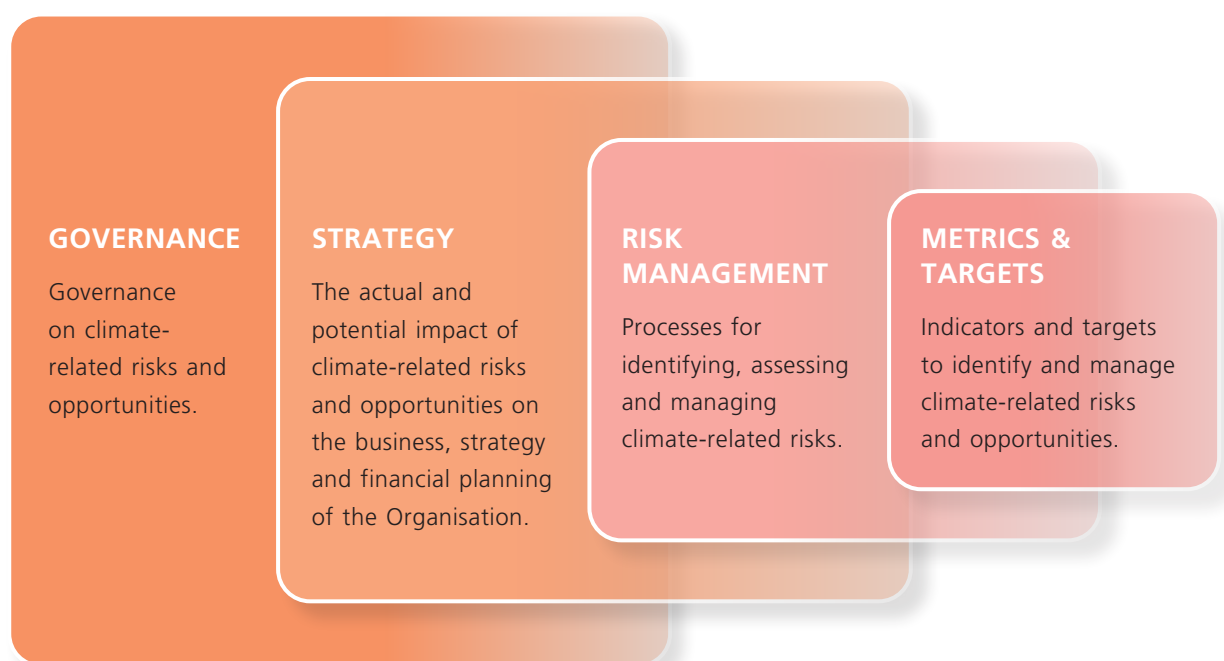 GOVERNANCE
Governance
on climate-
related risks and
opportunities.
STRATEGY
The actual and
potential impact of
climate-related risks
and opportunities on
the business, strategy
and financial planning
of the Organisation.
RISK
MANAGEMENT
Processes for
identifying, assessing
and managing
climate-related risks.
METRICS &
TARGETS
Indicators and targets
to identify and manage
climate-related risks
and opportunities.